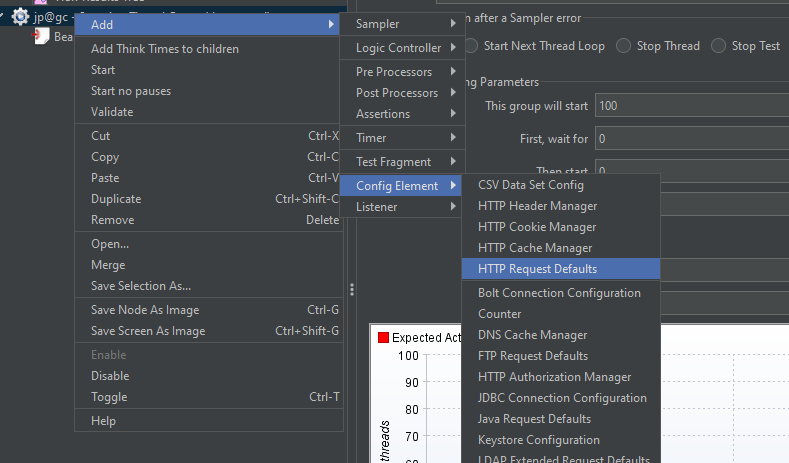 jp@gc -
Bea
Add
Add Think Times to children
Start
Start no pauses
Validate
Cut Ctrl-X
Copy Ctrl-C
Paste Ctrl-V
Duplicate Ctrl+Shift-C
Remove Delete
Open...
Merge
Save Selection As...
Save Node As Image Ctrl-G
Save Screen As Image Ctrl+Shift-G
Enable
Disable
Toggle Ctrl-T
Help
Sampler
Logic Controller
Pre Processors
Post Processors
Assertions
Timer
Test Fragment
Config Element
Listener
CSV Data Set Config
HTTP Header Manager
HTTP Cookie Manager
HTTP Cache Manager
HTTP Request Defaults
Bolt Connection Configuration
Counter
DNS Cache Manager
FTP Request Defaults
HTTP Authorization Manager
JDBC Connection Configuration
Java Request Defaults
Keystore Configuration
LDAP Extended Request Defaults
n after a Sampler error
Start Next Thread Loop Stop Thread Stop Test
ng Parameters
This group will start 100
First, wait for 0
Then start 0
Expected Act
100
90
80
70
60
threads